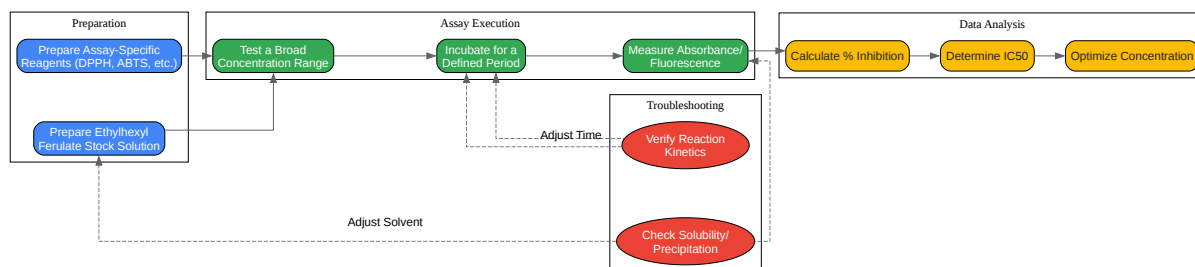 Preparation
Prepare Assay-Specific
Reagents (DPPH, ABTS, etc.)
Prepare Ethylhexyl
Ferulate Stock Solution
Assay Execution
Test a Broad
Concentration Range
Incubate for a
Defined Period
Measure Absorbance/
Fluorescence
Data Analysis
Calculate % Inhibition
Determine IC50
Optimize Concentration
Troubleshooting
Adjust Time
Verify Reaction
Kinetics
Adjust Solvent
Check Solubility/
Precipitation